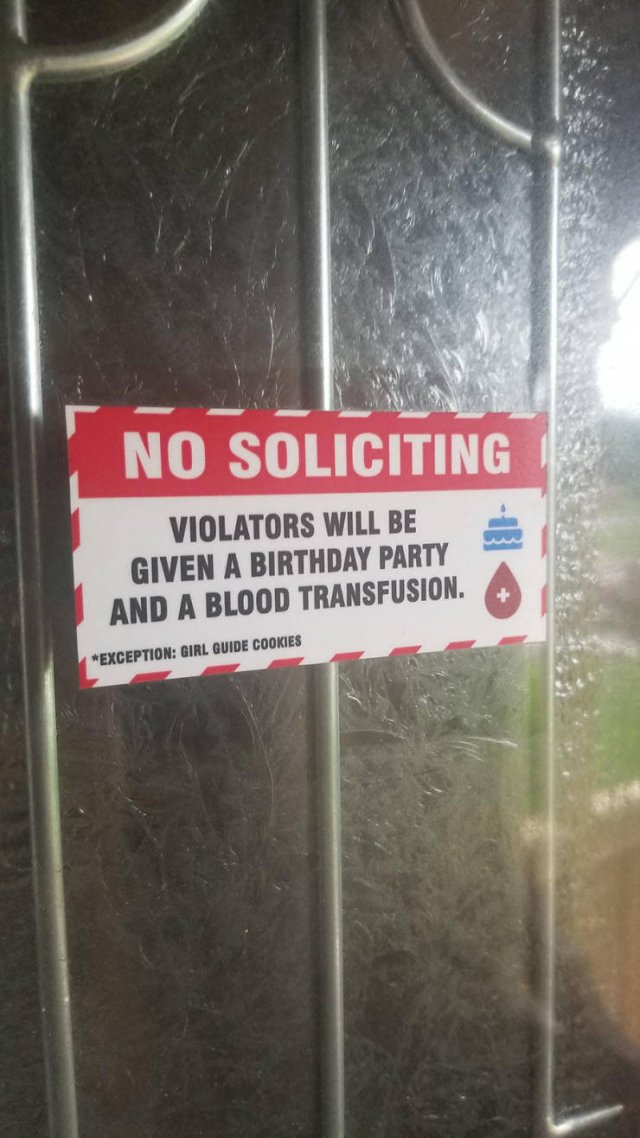 NO SOLICITING
VIOLATORS WILL BE
GIVEN A BIRTHDAY PARTY
AND A BLOOD TRANSFUSION.
*EXCEPTION: GIRL GUIDE COOKIES